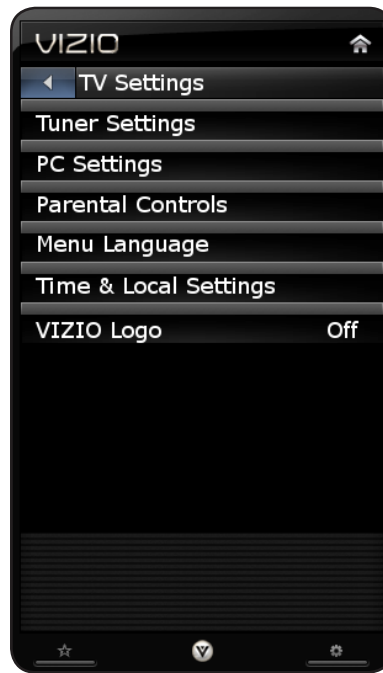 VIZIO
TV Settings
Tuner Settings
PC Settings
Parental Controls
Menu Language
Time & Local Settings
VIZIO Logo Off
V